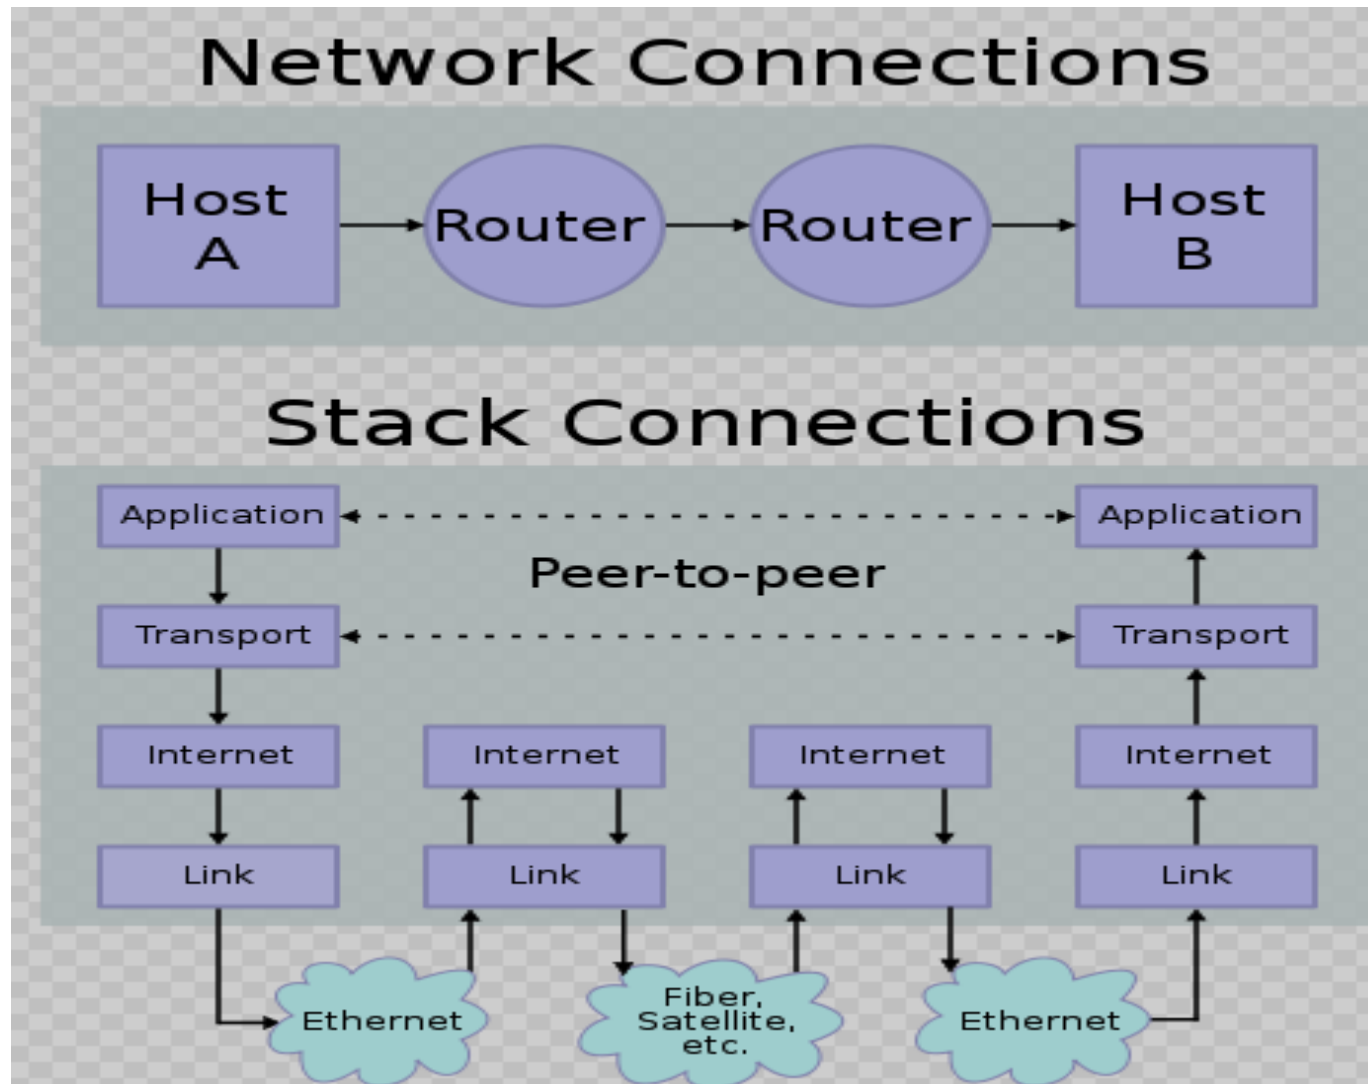 Network Connections
Host
A
Router
Router
Host
B
Stack Connections
Application
Application
Peer-to-peer
Transport
Transport
Internet
Internet
Internet
Internet
Link
Link
Link
Link
Ethernet
Fiber,
Satellite,
etc.
Ethernet